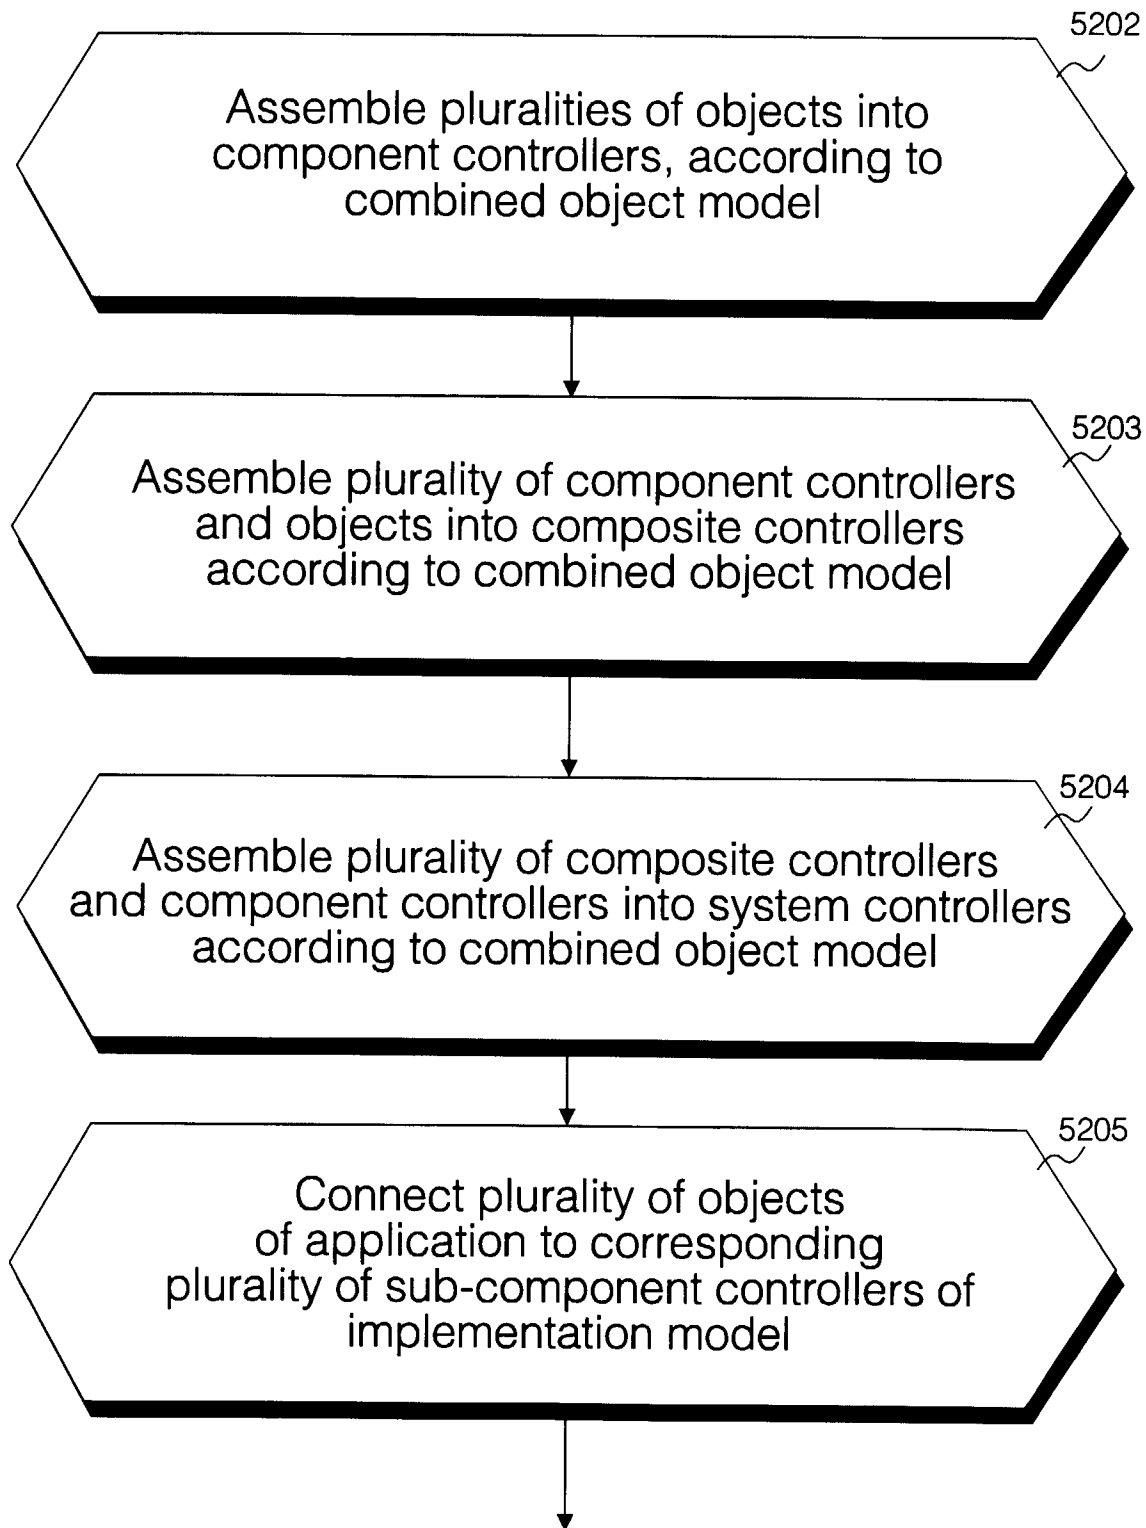 5202
Assemble pluralities of objects into
component controllers, according to
combined object model
5203
Assemble plurality of component controllers
and objects into composite controllers
according to combined object model
5204
Assemble plurality of composite controllers
and component controllers into system controllers
according to combined object model
5205
Connect plurality of objects
of application to corresponding
plurality of sub-component controllers of
implementation model